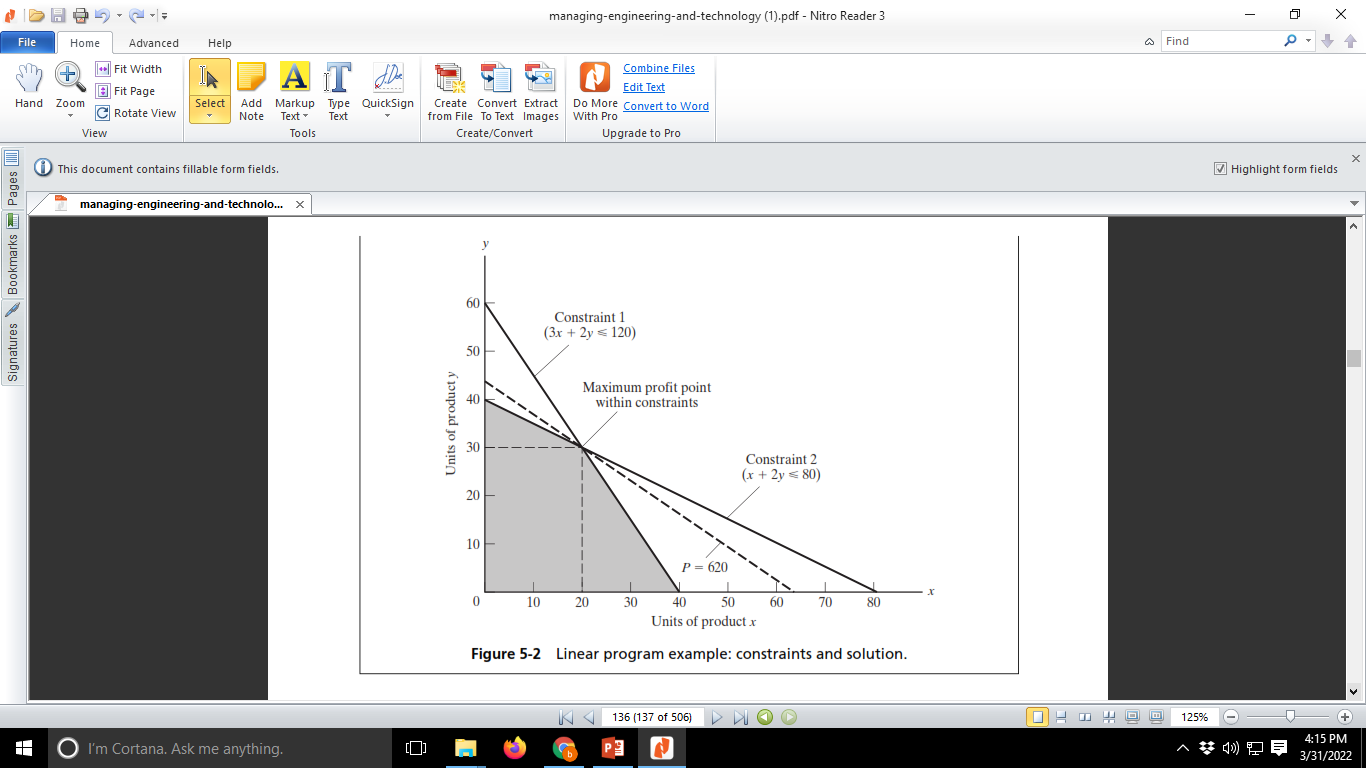 managing-engineering-and-technology (1).pdf - Nitro Reader 3
File
Home
Advanced
Help
Find
Hand
Zoom
Fit Width
Fit Page
Rotate View
View
Select
Add
Note
Markup
Text
Type
Text
QuickSign
Tools
Create
from File
Convert
To Text
Extract
Images
Create/Convert
Do More
With Pro
Combine Files
Edit Text
Convert to Word
Upgrade to Pro
This document contains fillable form fields.
Highlight form fields
managing-engineering-and-technolo...
Pages
Bookmarks
Signatures
y
60
50
40
30
20
10
0
Units of product y
Constraint 1
(3x + 2y ≤ 120)
Maximum profit point
within constraints
Constraint 2
(x + 2y ≤ 80)
P = 620
10 20 30 40 50 60 70 80
x
Units of product x
Figure 5-2 Linear program example: constraints and solution.
136 (137 of 506)
125%
I'm Cortana. Ask me anything.
4:15 PM
3/31/2022